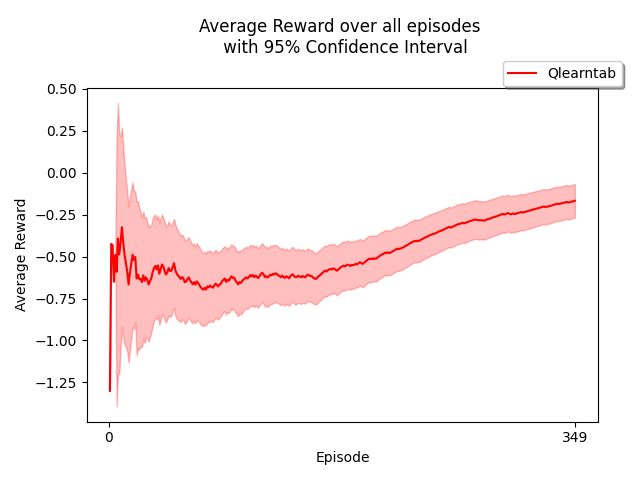 Average Reward over all episodes
with 95% Confidence Interval
Qlearntab
0.50
0.25
0.00
−0.25
−0.50
−0.75
−1.00
−1.25
Average Reward
0 349
Episode